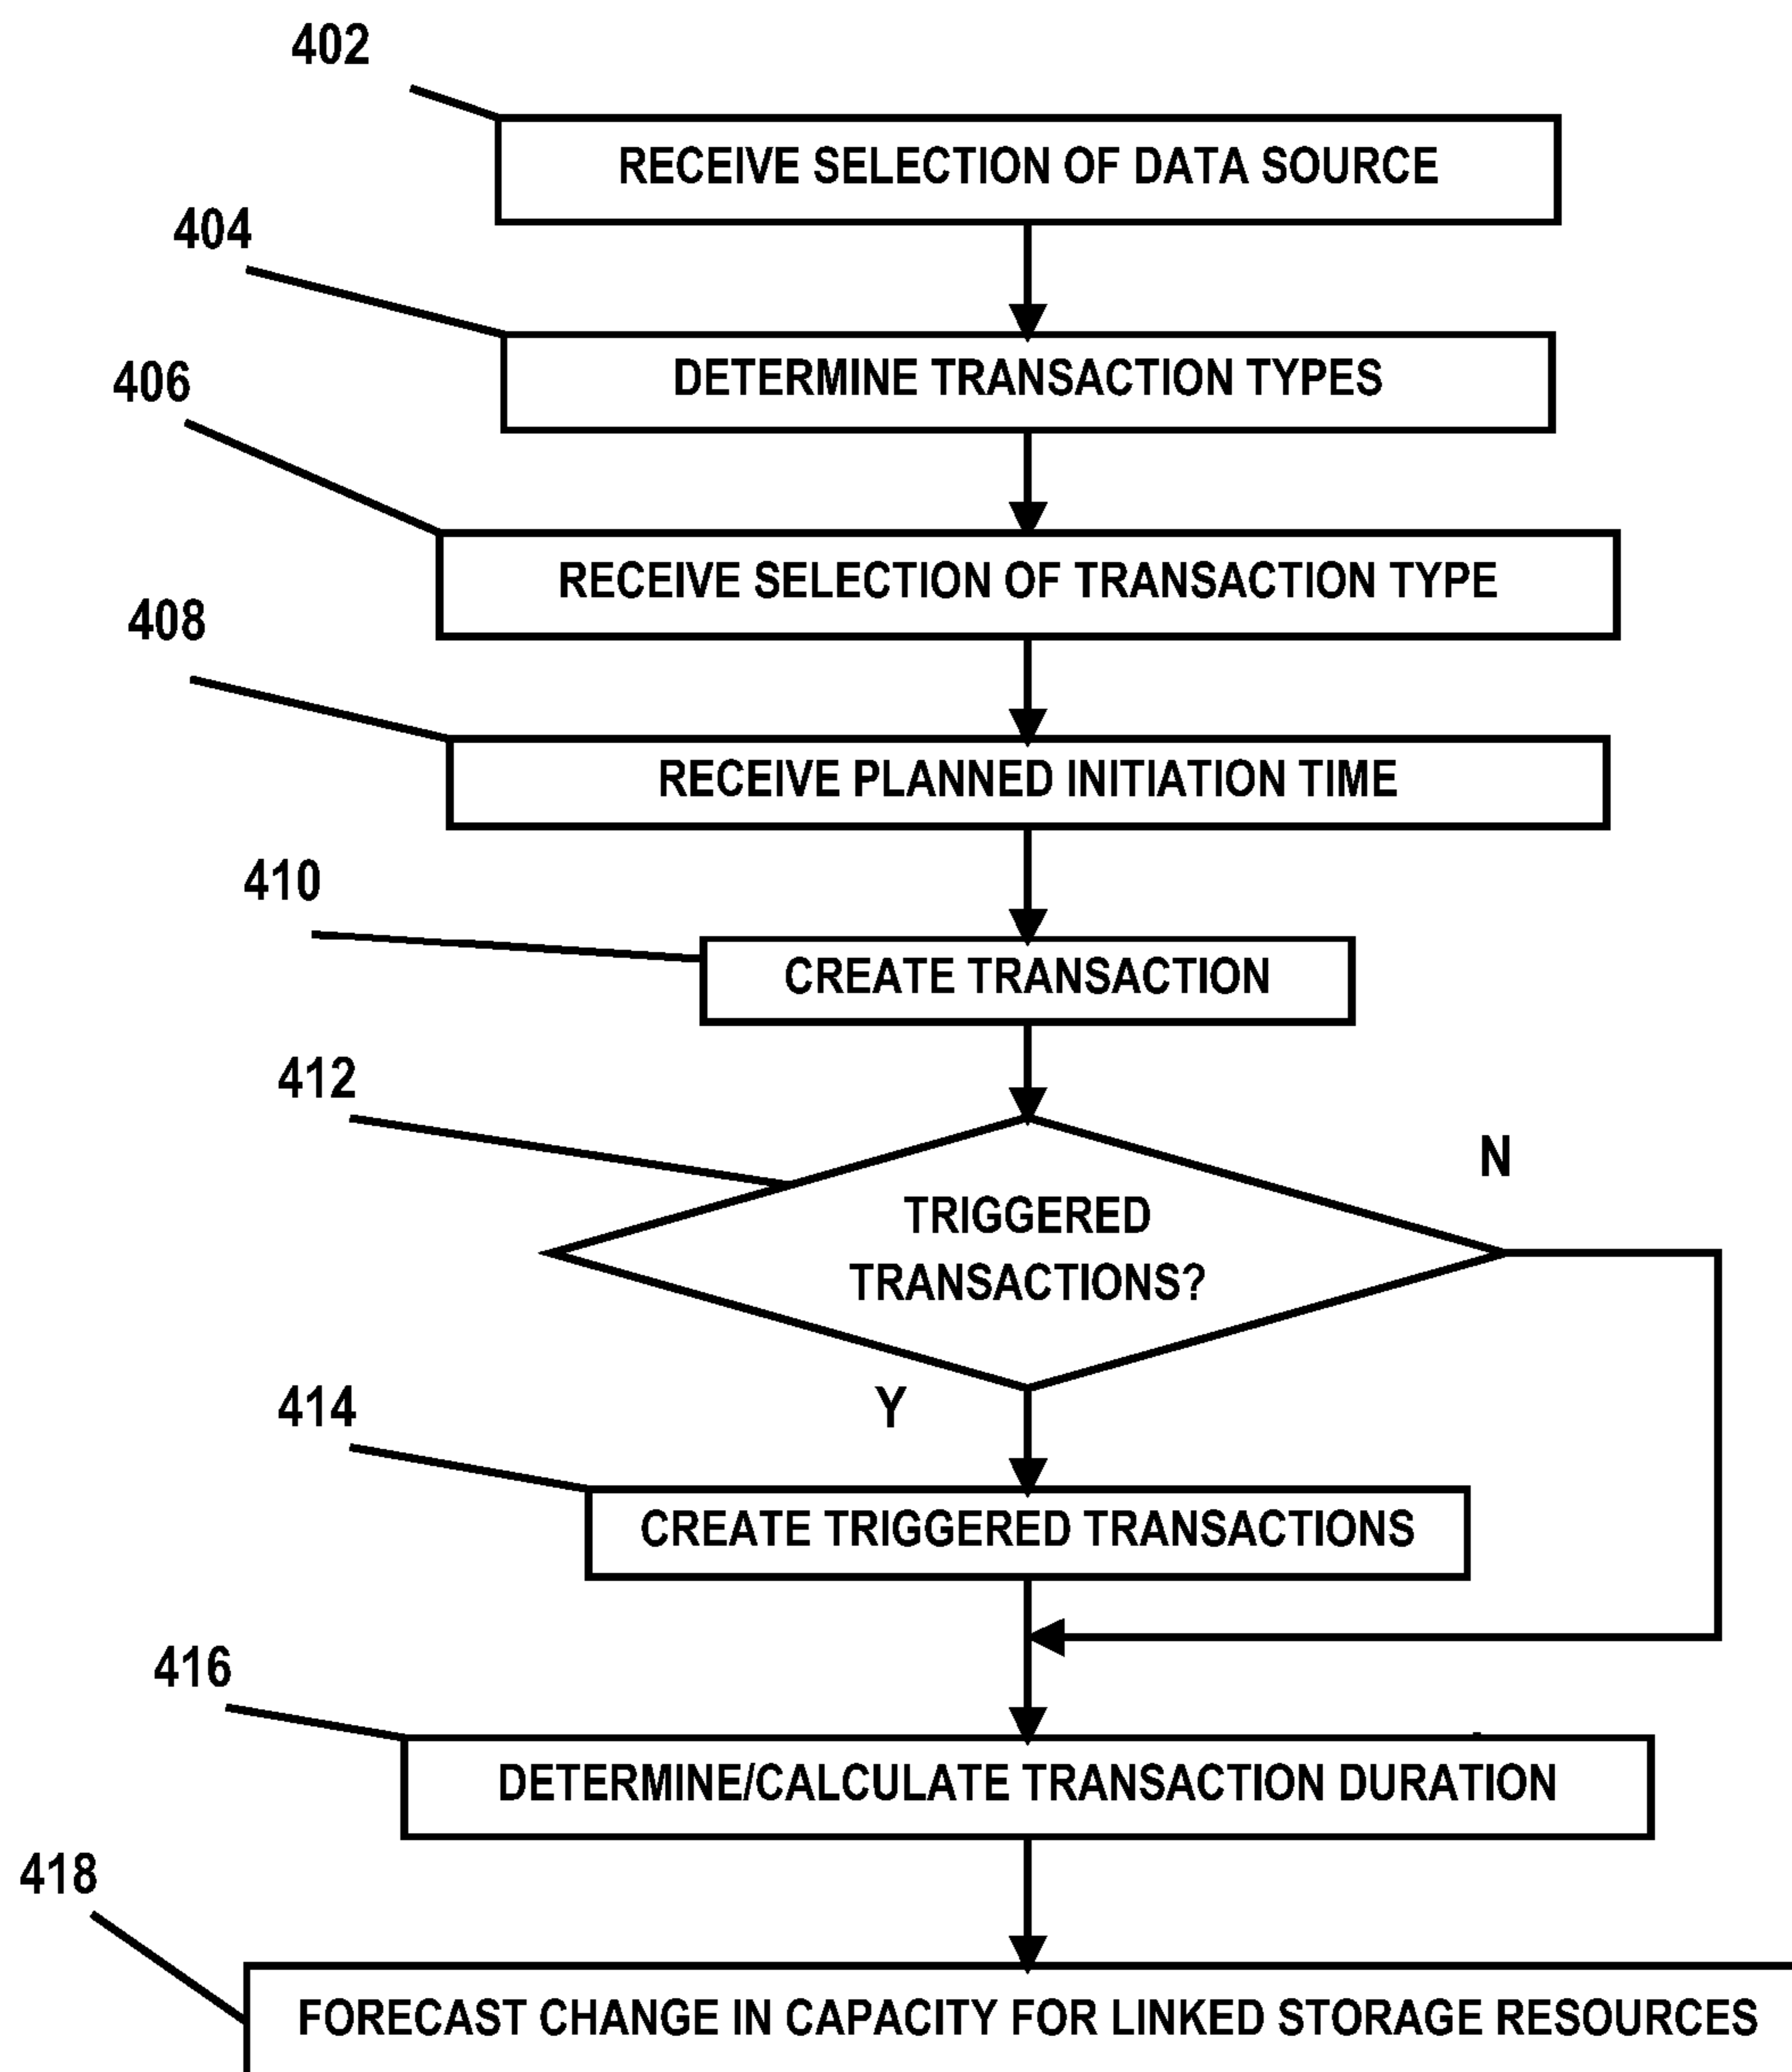 402
RECEIVE SELECTION OF DATA SOURCE
404
DETERMINE TRANSACTION TYPES
406
RECEIVE SELECTION OF TRANSACTION TYPE
408
RECEIVE PLANNED INITIATION TIME
410
CREATE TRANSACTION
412
N
TRIGGERED
TRANSACTIONS?
Y
414
CREATE TRIGGERED TRANSACTIONS
416
DETERMINE/CALCULATE TRANSACTION DURATION
418
FORECAST CHANGE IN CAPACITY FOR LINKED STORAGE RESOURCES